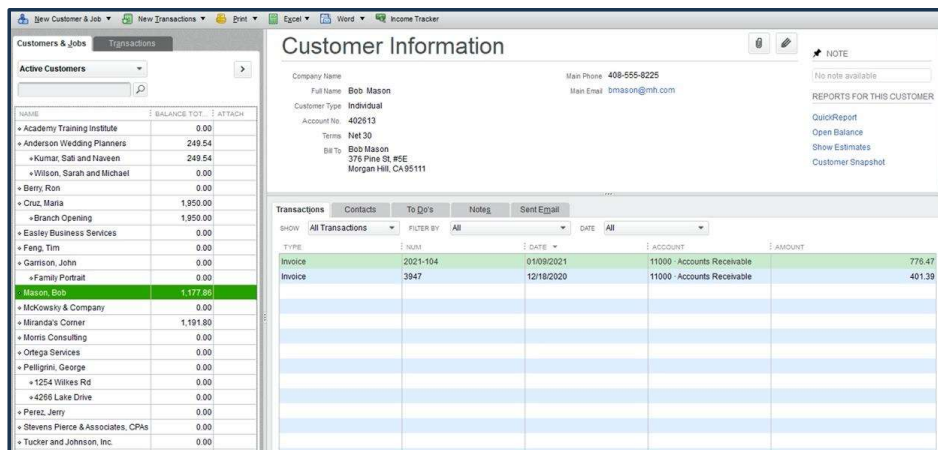 New Customer & Job ▼ New Transactions ▼ Print ▼ Excel ▼ Word ▼ Income Tracker
Customers & Jobs Transactions
Active Customers
NAME BALANCE TOT... ATTACH
Academy Training Institute 0.00
Anderson Wedding Planners 249.54
Kumar, Sati and Naveen 249.54
Wilson, Sarah and Michael 0.00
Berry, Ron 0.00
Cruz, Maria 1,950.00
Branch Opening 1,950.00
Easley Business Services 0.00
Feng, Tim 0.00
Garrison, John 0.00
Family Portrait 0.00
Mason, Bob 1,177.86
McKowsky & Company 0.00
Miranda's Corner 1,191.80
Morris Consulting 0.00
Ortega Services 0.00
Pelligrini, George 0.00
1254 Wilkes Rd 0.00
4266 Lake Drive 0.00
Perez, Jerry 0.00
Stevens Pierce & Associates, CPAs 0.00
Tucker and Johnson, Inc. 0.00
Customer Information
Company Name
Full Name Bob Mason
Customer Type Individual
Account No. 402613
Terms Net 30
Bill To Bob Mason
376 Pine St, #5E
Morgan Hill, CA 95111
Main Phone 408-555-8225
Main Email bmason@mh.com
NOTE
No note available
REPORTS FOR THIS CUSTOMER
QuickReport
Open Balance
Show Estimates
Customer Snapshot
Transactions Contacts To Do's Notes Sent Email
SHOW All Transactions FILTER BY All DATE All
TYPE NUM DATE ▼ ACCOUNT AMOUNT
Invoice 2021-104 01/09/2021 11000 · Accounts Receivable 776.47
Invoice 3947 12/18/2020 11000 · Accounts Receivable 401.39